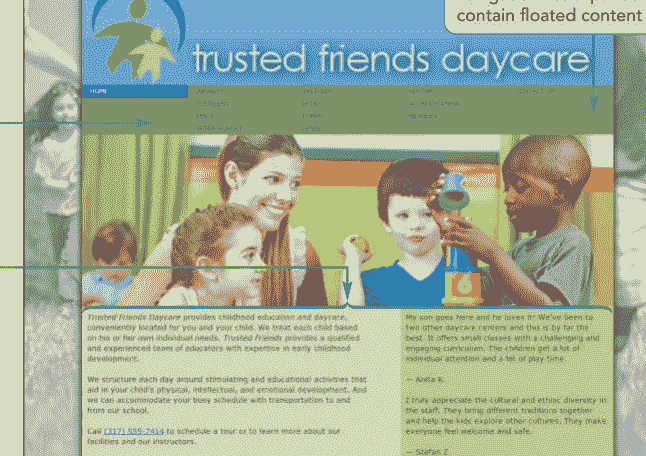 contain floated content
trusted friends daycare
HOME
Trusted Friends Daycare provides childhood education and daycare,
conveniently located for you and your child. We treat each child based
on his or her own individual needs. Trusted Friends provides a qualified
and experienced team of educators with expertise in early childhood
development.
We structure each day around stimulating and educational activities that
aid in your child's physical, intellectual, and emotional development. And
we can accommodate your busy schedule with transportation to and
from our school.
Call (317) 555-7414 to schedule a tour or to learn more about our
facilities and our instructors.
My son goes here and he loves it! We've been to
two other daycare centers and this is by far the
best. It offers small classes with a challenging and
engaging curriculum. The children get a lot of
individual attention and a lot of play time.
— Anita K.
I truly appreciate the cultural and ethnic diversity in
the staff. They bring different traditions together
and help the kids explore other cultures. They make
everyone feel welcome and safe.
— Stefan Z.